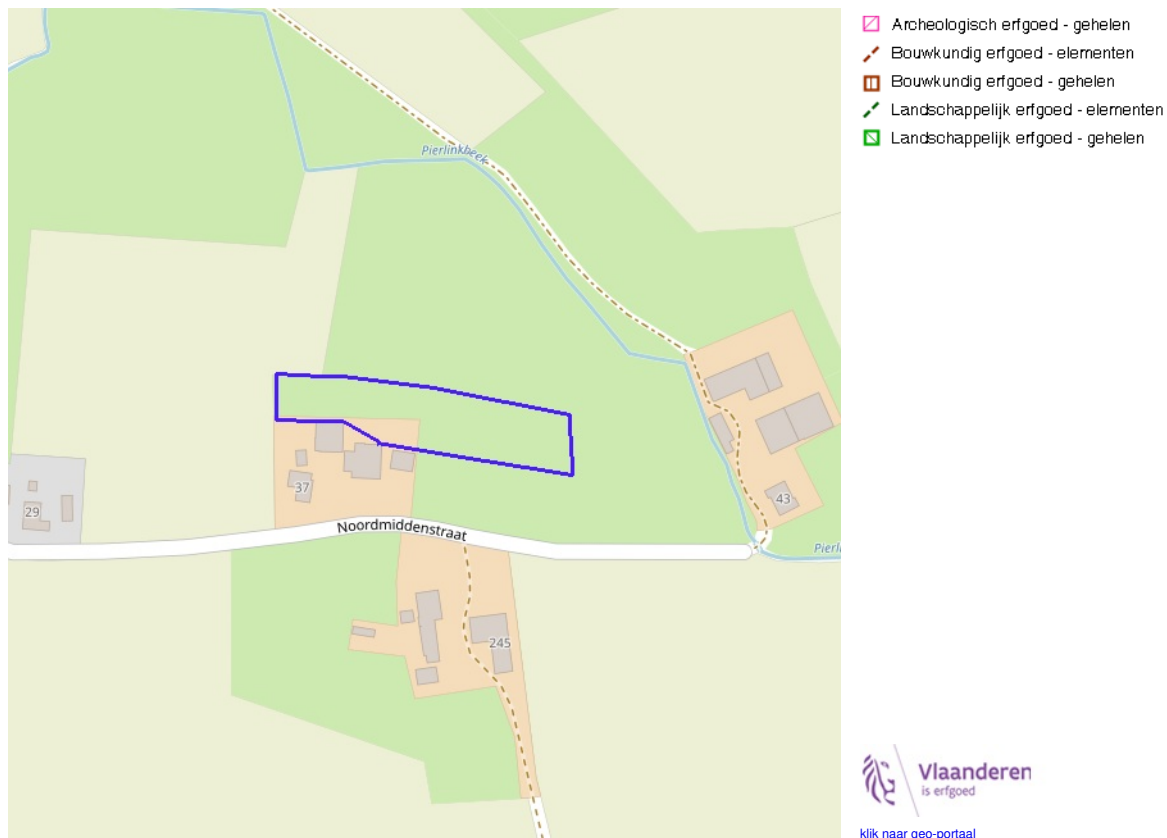 Archeologisch erfgoed - gehelen
Bouwkundig erfgoed - elementen
Bouwkundig erfgoed - gehelen
Landschappelijk erfgoed - elementen
Landschappelijk erfgoed - gehelen
Pierlinkbeek
37
29
43
Noordmiddenstraat
Pierli
245
Vlaanderen
is erfgoed
klik naar geo-portaal